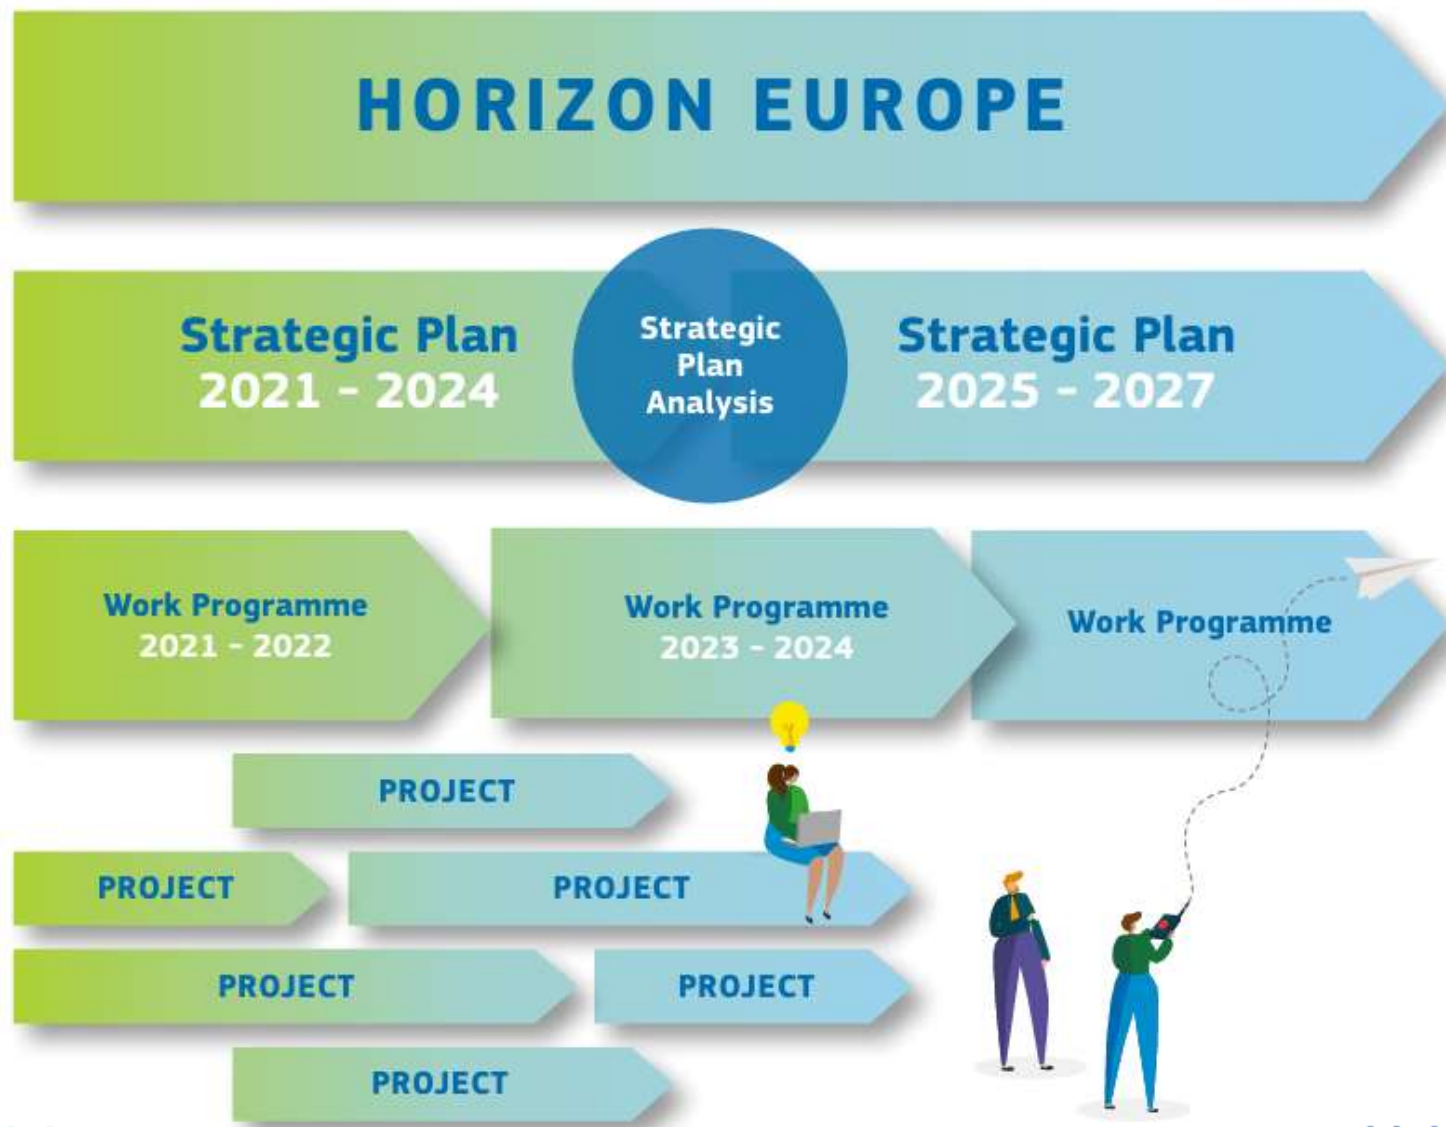 HORIZON EUROPE
Strategic Plan
2021 - 2024
Strategic
Plan
Analysis
Strategic Plan
2025 - 2027
Work Programme
2021 - 2022
Work Programme
2023 - 2024
Work Programme
PROJECT
PROJECT
PROJECT
PROJECT
PROJECT
PROJECT